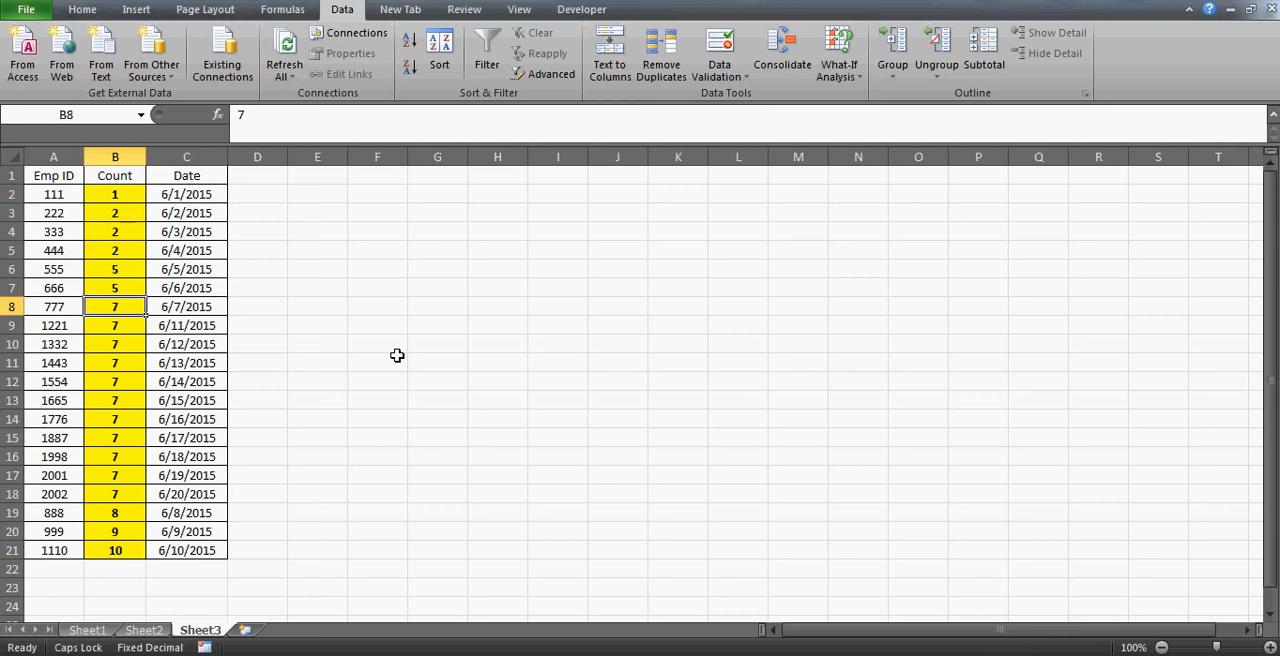 File Home Insert Page Layout Formulas Data New Tab Review View Developer
From Access
From Web
From Text
From Other Sources
Existing Connections
Get External Data
Refresh All
Connections
Properties
Edit Links
Connections
Sort
Filter
Clear
Reapply
Advanced
Sort & Filter
Text to Columns
Remove Duplicates
Data Validation
Consolidate
What-If Analysis
Data Tools
Group
Ungroup
Subtotal
Show Detail
Hide Detail
Outline
B8 fx 7
A B C D E F G H I J K L M N O P Q R S T
1 Emp ID Count Date
2 111 1 6/1/2015
3 222 2 6/2/2015
4 333 2 6/3/2015
5 444 2 6/4/2015
6 555 5 6/5/2015
7 666 5 6/6/2015
8 777 7 6/7/2015
9 1221 7 6/11/2015
10 1332 7 6/12/2015
11 1443 7 6/13/2015
12 1554 7 6/14/2015
13 1665 7 6/15/2015
14 1776 7 6/16/2015
15 1887 7 6/17/2015
16 1998 7 6/18/2015
17 2001 7 6/19/2015
18 2002 7 6/20/2015
19 888 8 6/8/2015
20 999 9 6/9/2015
21 1110 10 6/10/2015
22
23
24
Sheet1 Sheet2 Sheet3
Ready Caps Lock Fixed Decimal 100%